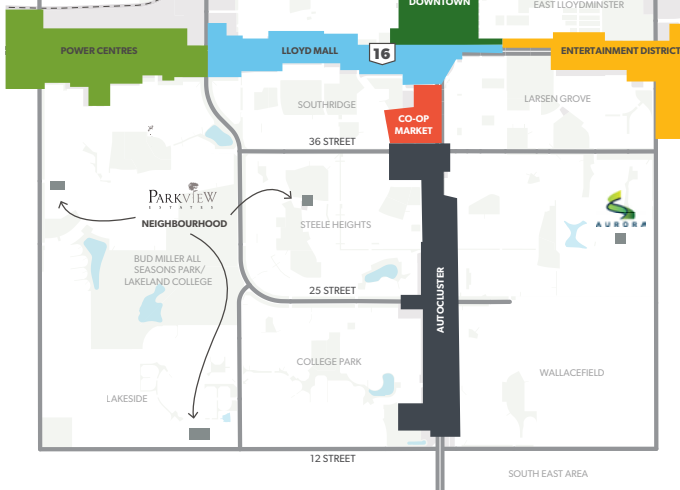 DOWNTOWN
EAST LLOYDMINSTER
POWER CENTRES
LLOYD MALL
16
ENTERTAINMENT DISTRICT
SOUTHRIDGE
LARSEN GROVE
CO-OP
MARKET
36 STREET
PARKVIEW
ESTATES
NEIGHBOURHOOD
STEELE HEIGHTS
AURORA
BUD MILLER ALL
SEASONS PARK/
LAKELAND COLLEGE
AUTOCLUSTER
25 STREET
COLLEGE PARK
WALLACEFIELD
LAKESIDE
12 STREET
SOUTH EAST AREA